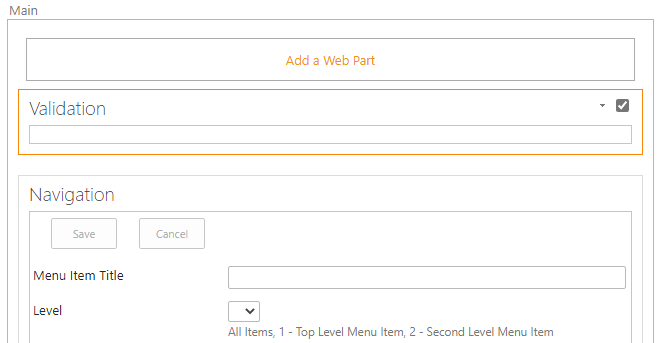 Main
Add a Web Part
Validation
Navigation
Save Cancel
Menu Item Title
Level
All Items, 1 - Top Level Menu Item, 2 - Second Level Menu Item